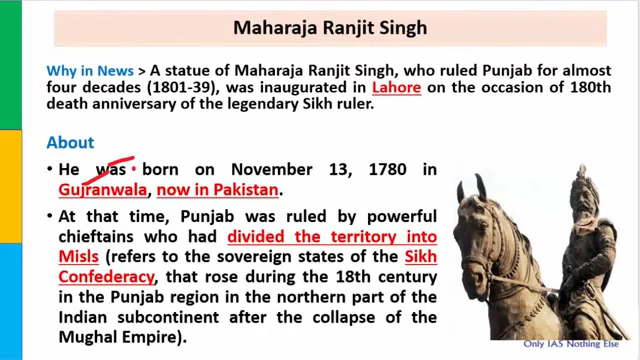 Maharaja Ranjit Singh
Why in News > A statue of Maharaja Ranjit Singh, who ruled Punjab for almost
four decades (1801-39), was inaugurated in Lahore on the occasion of 180th
death anniversary of the legendary Sikh ruler.
About
• He was born on November 13, 1780 in
Gujranwala, now in Pakistan.
• At that time, Punjab was ruled by powerful
chieftains who had divided the territory into
Misls (refers to the sovereign states of the Sikh
Confederacy, that rose during the 18th century
in the Punjab region in the northern part of the
Indian subcontinent after the collapse of the
Mughal Empire).
Only IAS Nothing Else